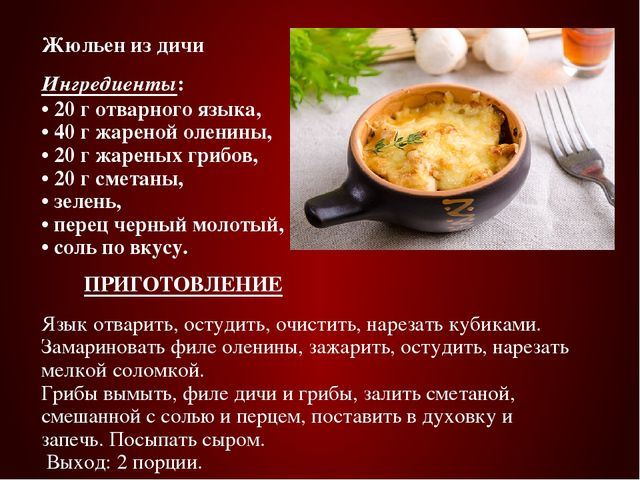 Жюльен из дичи
Ингредиенты:
• 20 г отварного языка,
• 40 г жареной оленины,
• 20 г жареных грибов,
• 20 г сметаны,
• зелень,
• перец черный молотый,
• соль по вкусу.
ПРИГОТОВЛЕНИЕ
Язык отварить, остудить, очистить, нарезать кубиками.
Замариновать филе оленины, зажарить, остудить, нарезать
мелкой соломкой.
Грибы вымыть, филе дичи и грибы, залить сметаной,
смешанной с солью и перцем, поставить в духовку и
запечь. Посыпать сыром.
Выход: 2 порции.